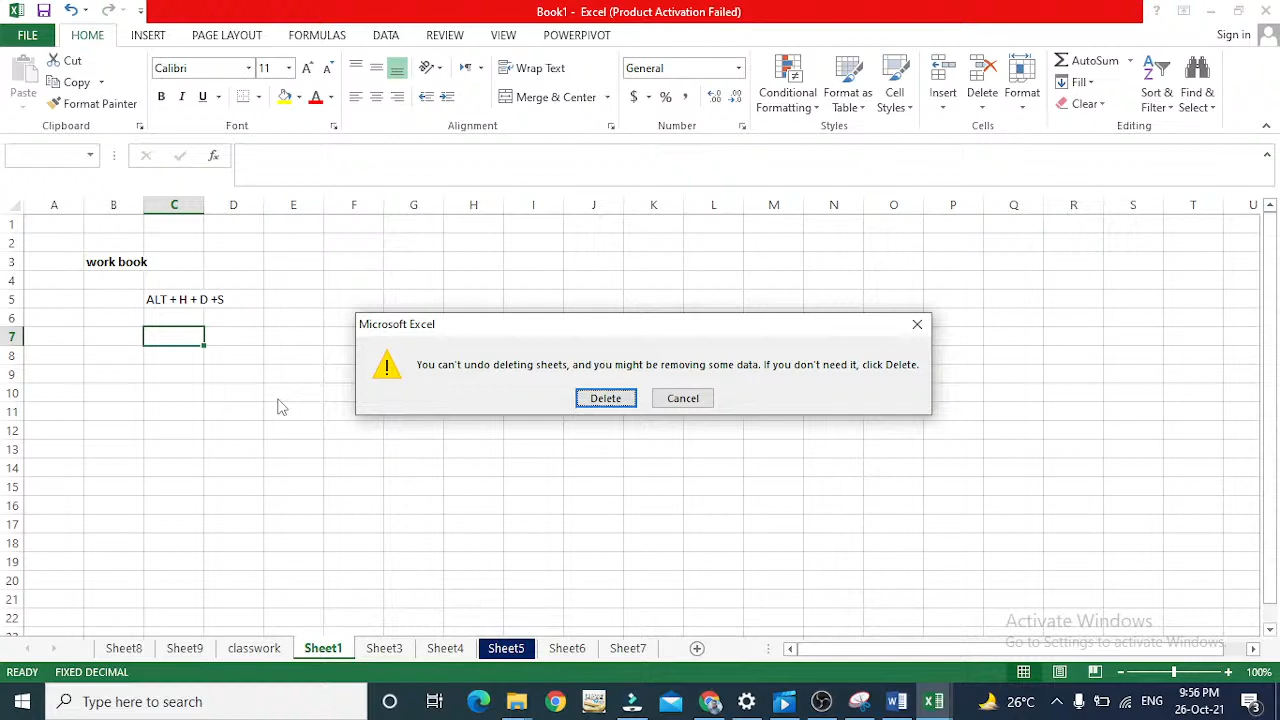 Book1 - Excel (Product Activation Failed)
FILE HOME INSERT PAGE LAYOUT FORMULAS DATA REVIEW VIEW POWERPIVOT Sign in
Paste
Cut
Copy
Format Painter
Clipboard
Calibri 11
B I U A
Font
Wrap Text
Merge & Center
Alignment
General
$ % ,
Number
Conditional Formatting
Format as Table
Cell Styles
Styles
Insert Delete Format
Cells
AutoSum
Fill
Clear
Sort & Filter
Find & Select
Editing
fx
A B C D E F G H I J K L M N O P Q R S T U
1
2
3 work book
4
5 ALT + H + D +S
6
7
8
9
10
11
12
13
14
15
16
17
18
19
20
21
22
Microsoft Excel
You can't undo deleting sheets, and you might be removing some data. If you don't need it, click Delete.
Delete Cancel
Activate Windows
Go to Settings to activate Windows.
Sheet8 Sheet9 classwork Sheet1 Sheet3 Sheet4 Sheet5 Sheet6 Sheet7
READY FIXED DECIMAL 100%
Type here to search
26°C ENG 9:56 PM
26-Oct-21